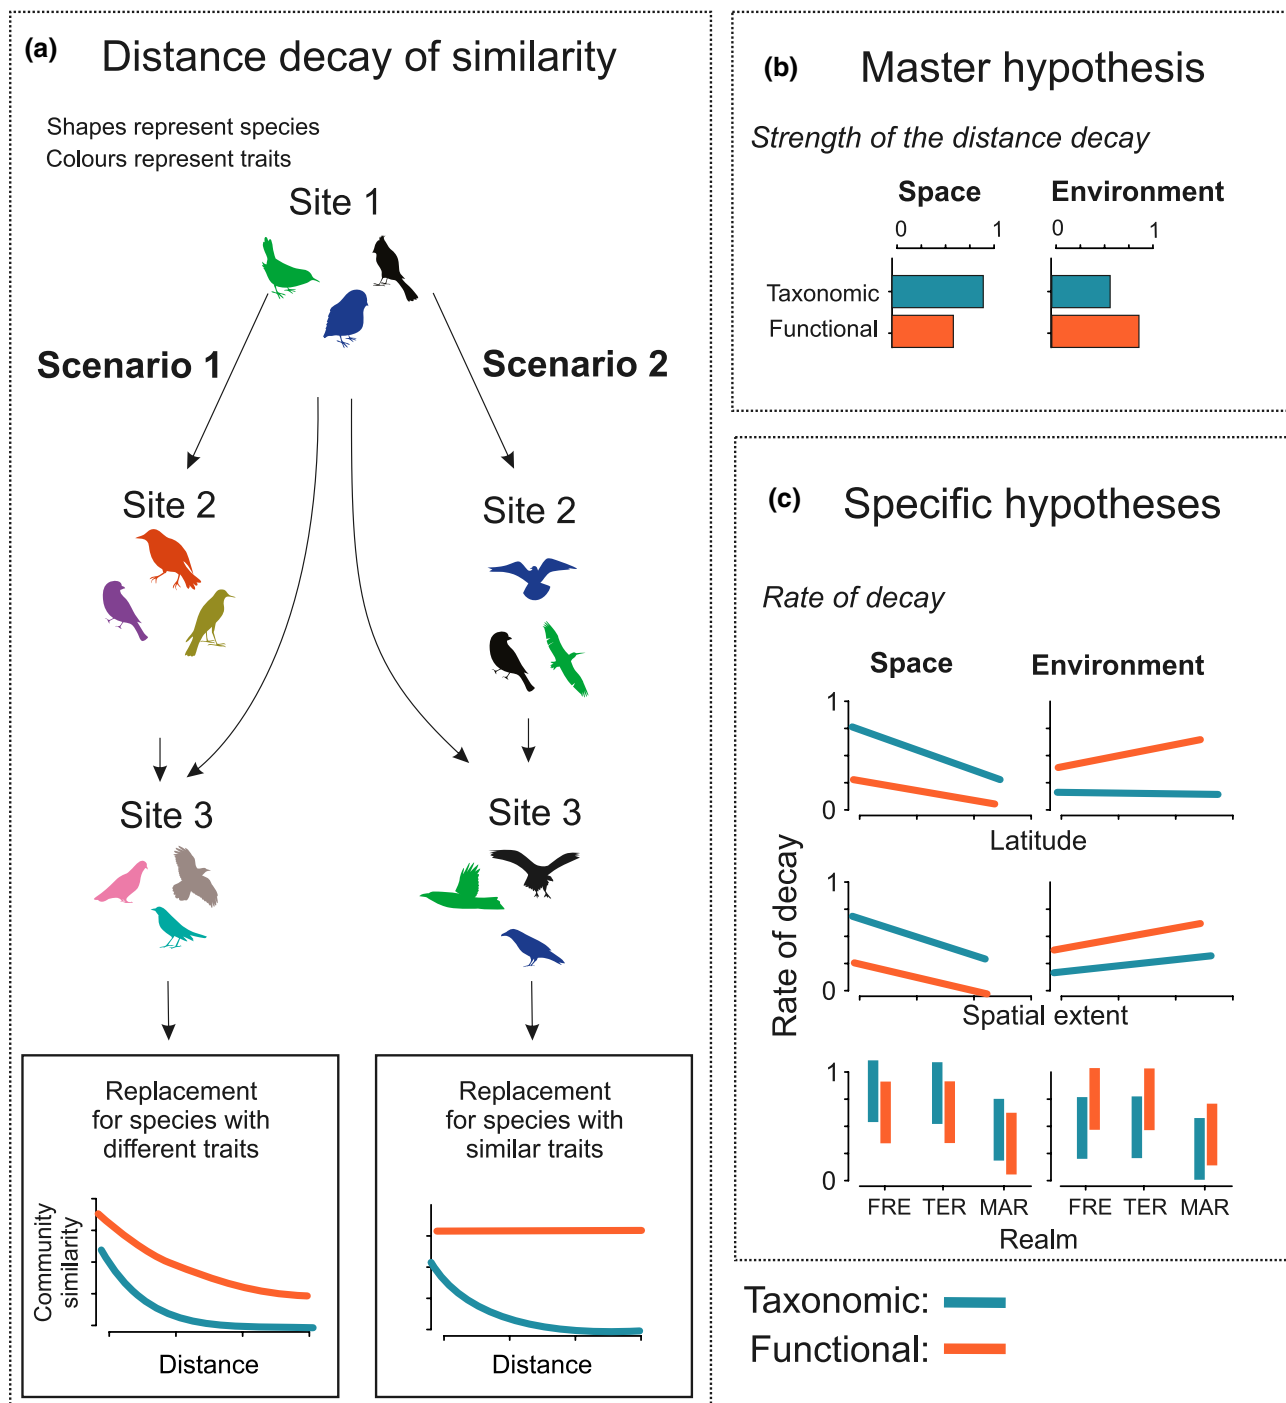 (a) Distance decay of similarity
Shapes represent species
Colours represent traits
Site 1
Scenario 1
Scenario 2
Site 2
Site 2
Site 3
Site 3
Replacement
for species with
different traits
Community
similarity
Distance
Replacement
for species with
similar traits
Distance
(b) Master hypothesis
Strength of the distance decay
Space
Environment
0 1
0 1
Taxonomic
Functional
(c) Specific hypotheses
Rate of decay
Space
Environment
Rate of decay
1
0
Latitude
1
0
Spatial extent
1
0
FRE TER MAR
FRE TER MAR
Realm
Taxonomic:
Functional: